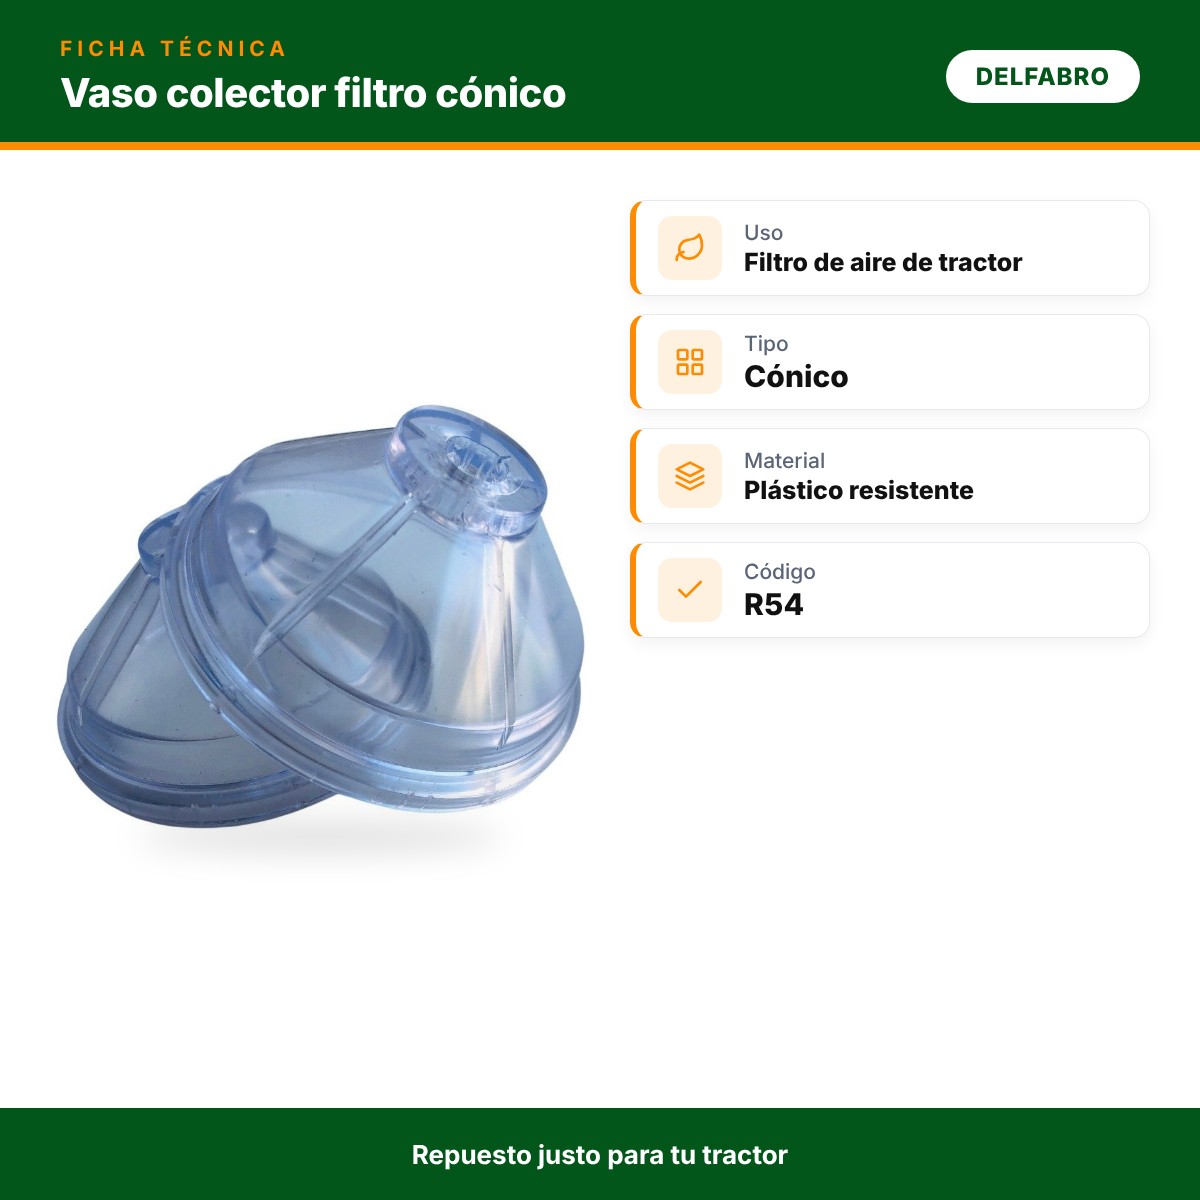 FICHA TÉCNICA
Vaso colector filtro cónico
DELFABRO
Uso
Filtro de aire de tractor
Tipo
Cónico
Material
Plástico resistente
Código
R54
Repuesto justo para tu tractor